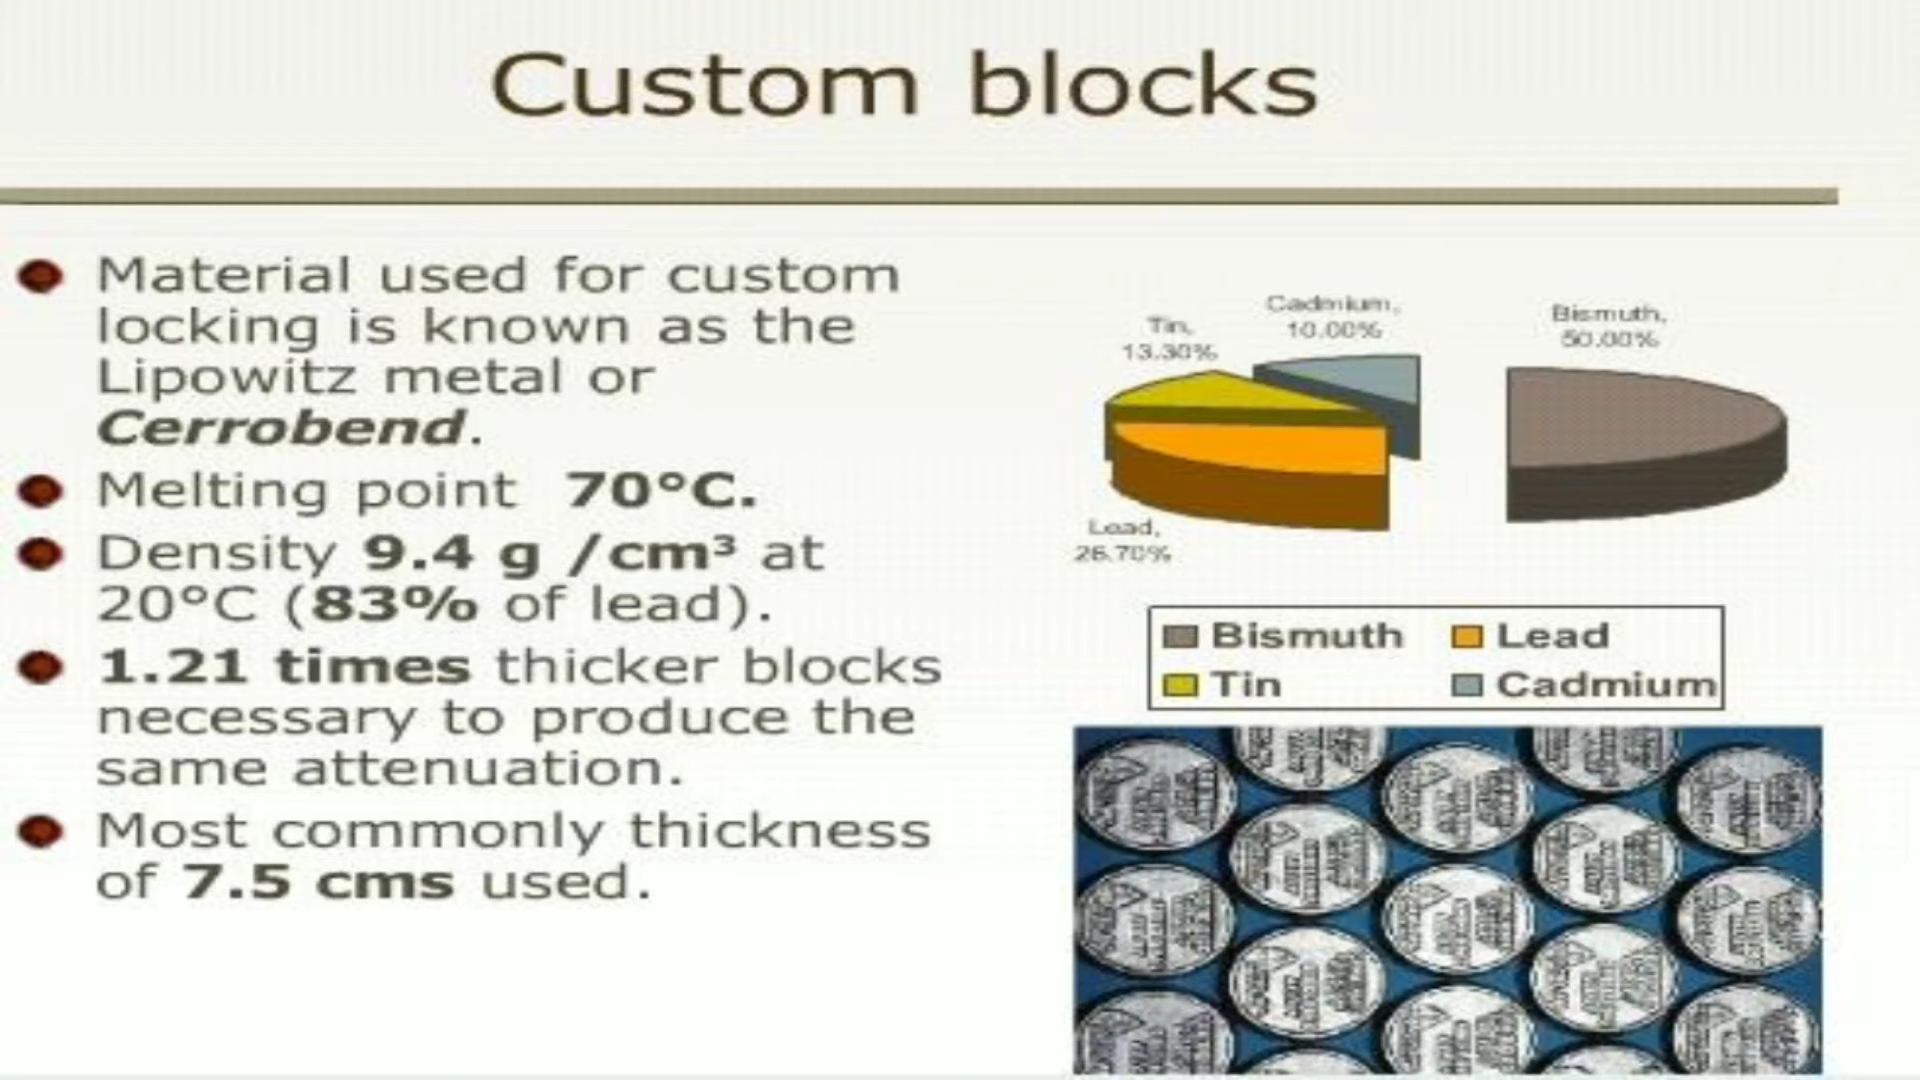 Custom blocks
Material used for custom
locking is known as the
Lipowitz metal or
Cerrobend.
Melting point 70°C.
Density 9.4 g /cm³ at
20°C (83% of lead).
1.21 times thicker blocks
necessary to produce the
same attenuation.
Most commonly thickness
of 7.5 cms used.
Tin,
13.30%
Cadmium,
10.00%
Bismuth,
50.00%
Lead,
26.70%
Bismuth
Lead
Tin
Cadmium